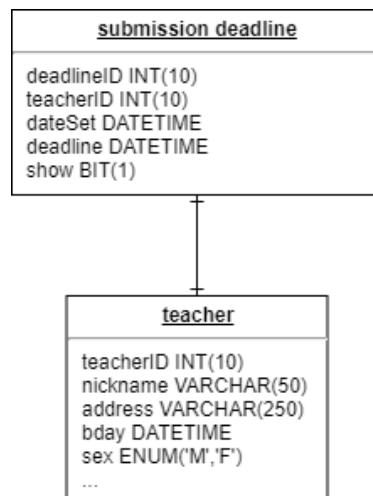 submission deadline
deadlineID INT(10)
teacherID INT(10)
dateSet DATETIME
deadline DATETIME
show BIT(1)
teacher
teacherID INT(10)
nickname VARCHAR(50)
address VARCHAR(250)
bday DATETIME
sex ENUM('M','F')
...